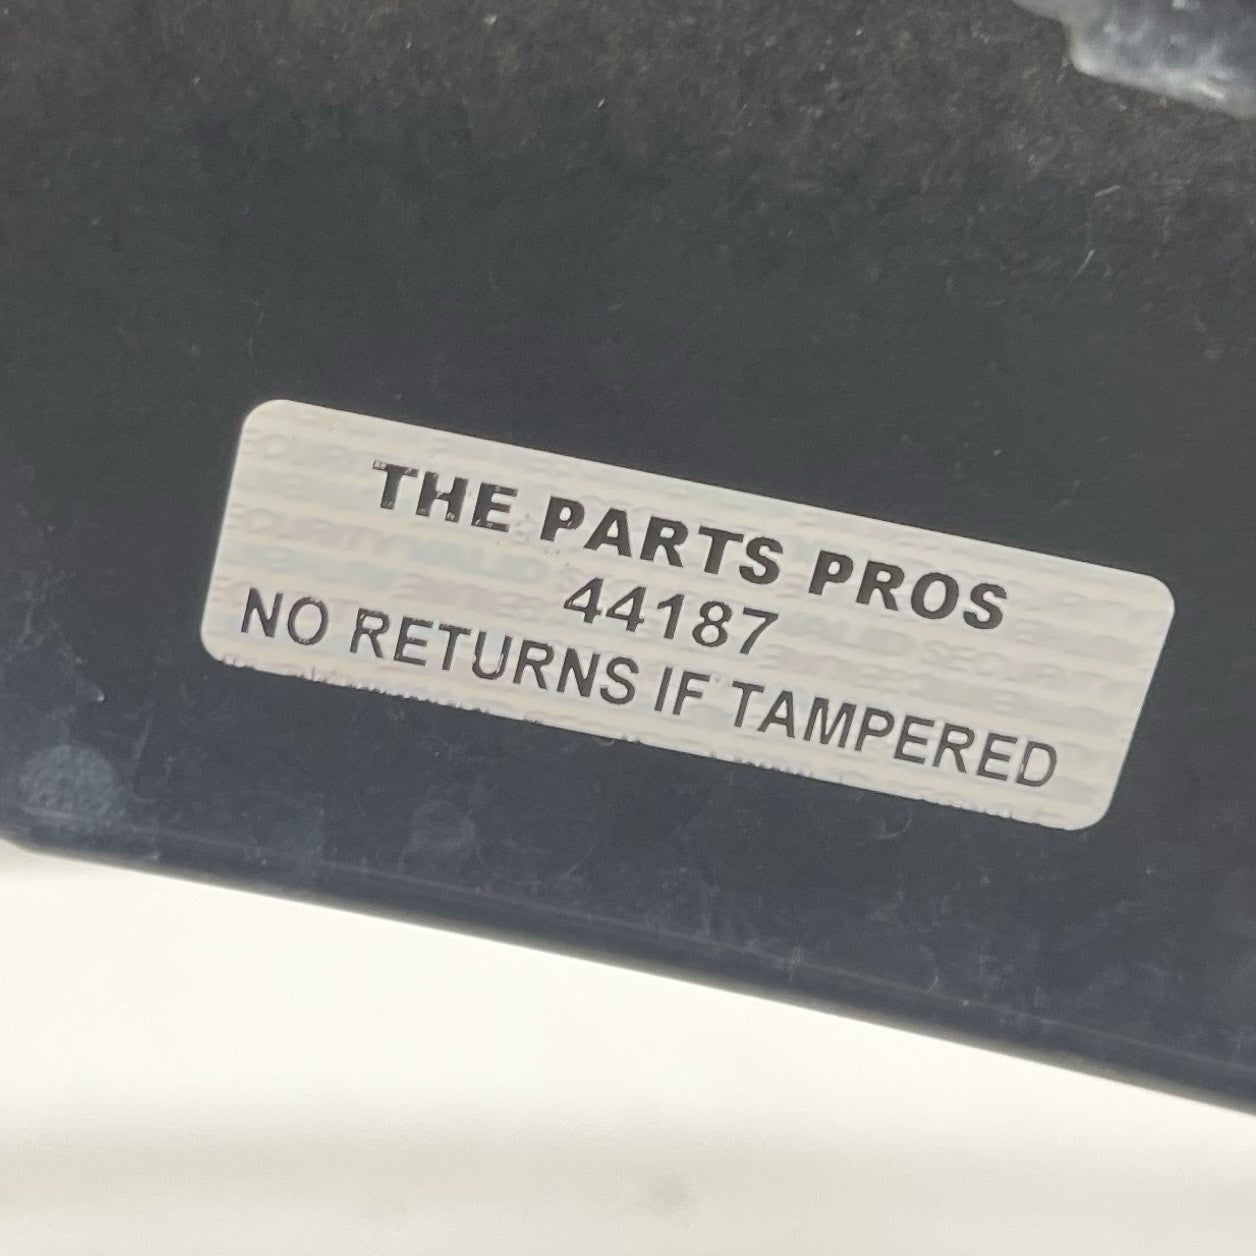 THE PARTS PROS
44187
NO RETURNS IF TAMPERED